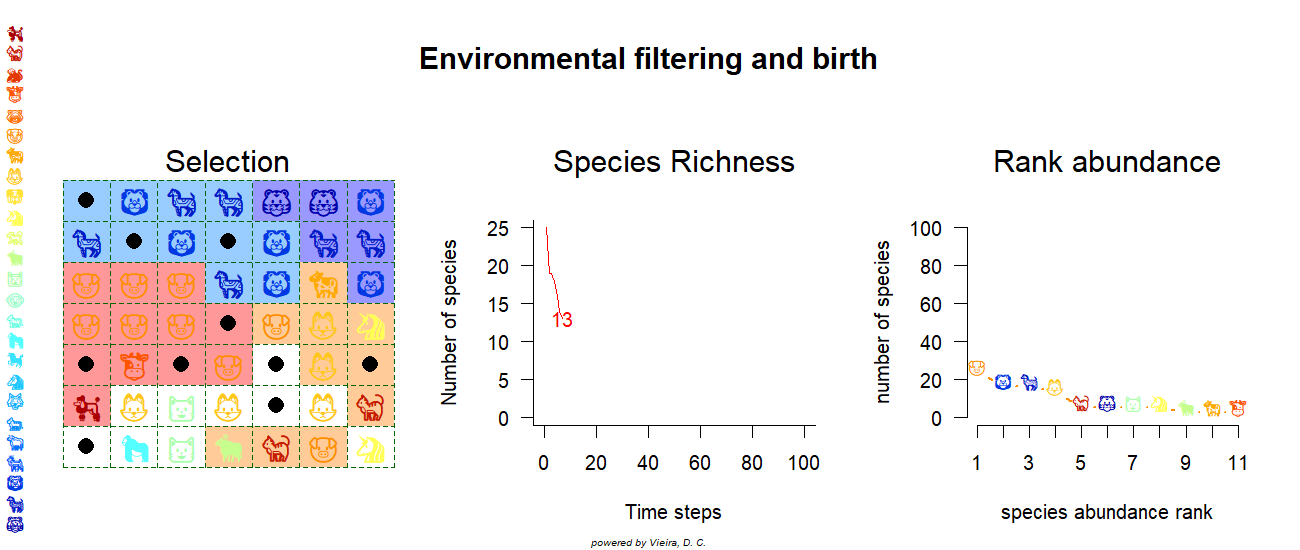 Environmental filtering and birth
Selection
Species Richness
Number of species
25
20
15
10
5
0
13
0 20 40 60 80 100
Time steps
Rank abundance
number of species
100
80
60
40
20
0
1 3 5 7 9 11
species abundance rank
powered by Vieira, D. C.